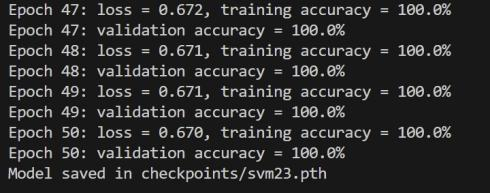 Epoch 47: loss = 0.672, training accuracy = 100.0%
Epoch 47: validation accuracy = 100.0%
Epoch 48: loss = 0.671, training accuracy = 100.0%
Epoch 48: validation accuracy = 100.0%
Epoch 49: loss = 0.671, training accuracy = 100.0%
Epoch 49: validation accuracy = 100.0%
Epoch 50: loss = 0.670, training accuracy = 100.0%
Epoch 50: validation accuracy = 100.0%
Model saved in checkpoints/svm23.pth